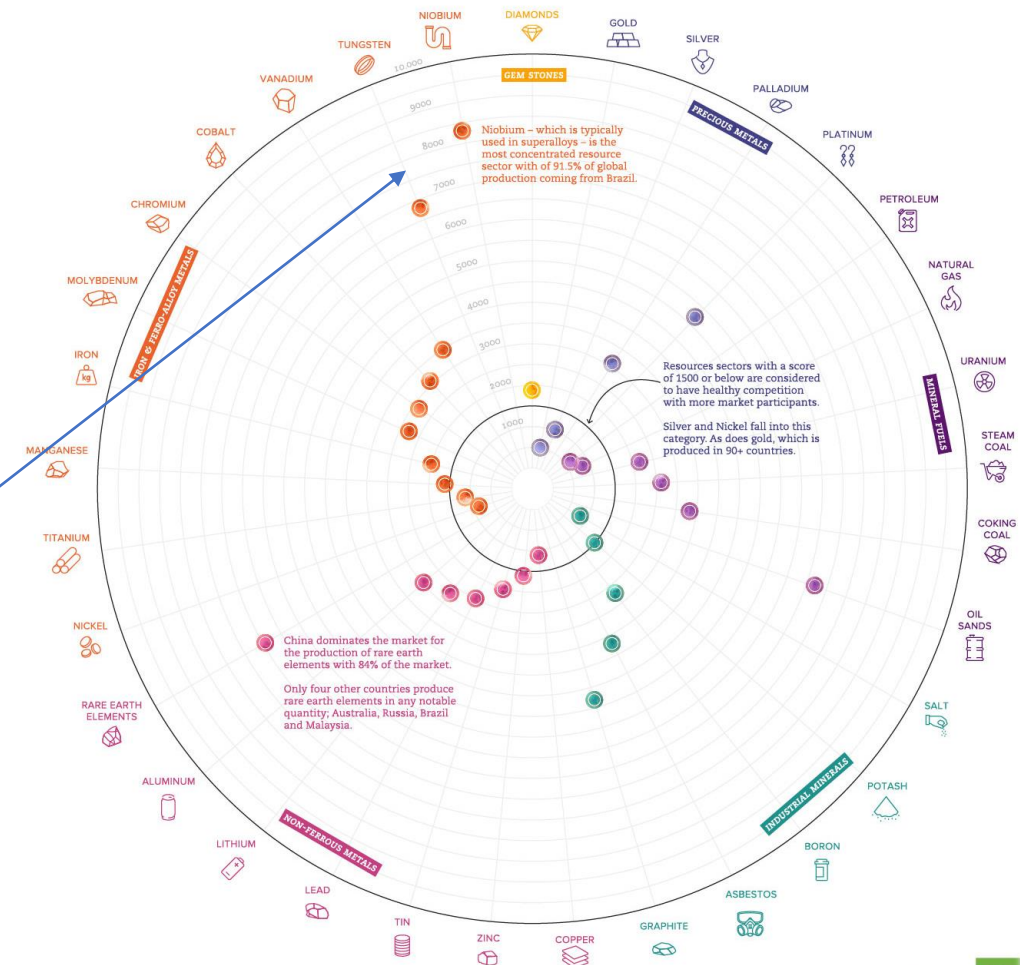 NIOBIUM
DIAMONDS
GOLD
SILVER
PALLADIUM
PLATINUM
PETROLEUM
NATURAL
GAS
URANIUM
STEAM
COAL
COKING
COAL
OIL
SANDS
SALT
POTASH
BORON
ASBESTOS
GRAPHITE
COPPER
ZINC
TIN
LEAD
LITHIUM
ALUMINUM
RARE EARTH
ELEMENTS
NICKEL
TITANIUM
MANGANESE
IRON
kg
MOLYBDENUM
CHROMIUM
COBALT
VANADIUM
TUNGSTEN
GEM STONES
PRECIOUS METALS
MINERAL FUELS
INDUSTRIAL MINERALS
NON-FERROUS METALS
IRON & FERRO-ALLOY METALS
10,000
9000
8000
7000
6000
5000
4000
3000
2000
1000
Niobium – which is typically
used in superalloys – is the
most concentrated resource
sector with of 91.5% of global
production coming from Brazil.
Resources sectors with a score
of 1500 or below are considered
to have healthy competition
with more market participants.
Silver and Nickel fall into this
category. As does gold, which is
produced in 90+ countries.
China dominates the market for
the production of rare earth
elements with 84% of the market.
Only four other countries produce
rare earth elements in any notable
quantity; Australia, Russia, Brazil
and Malaysia.